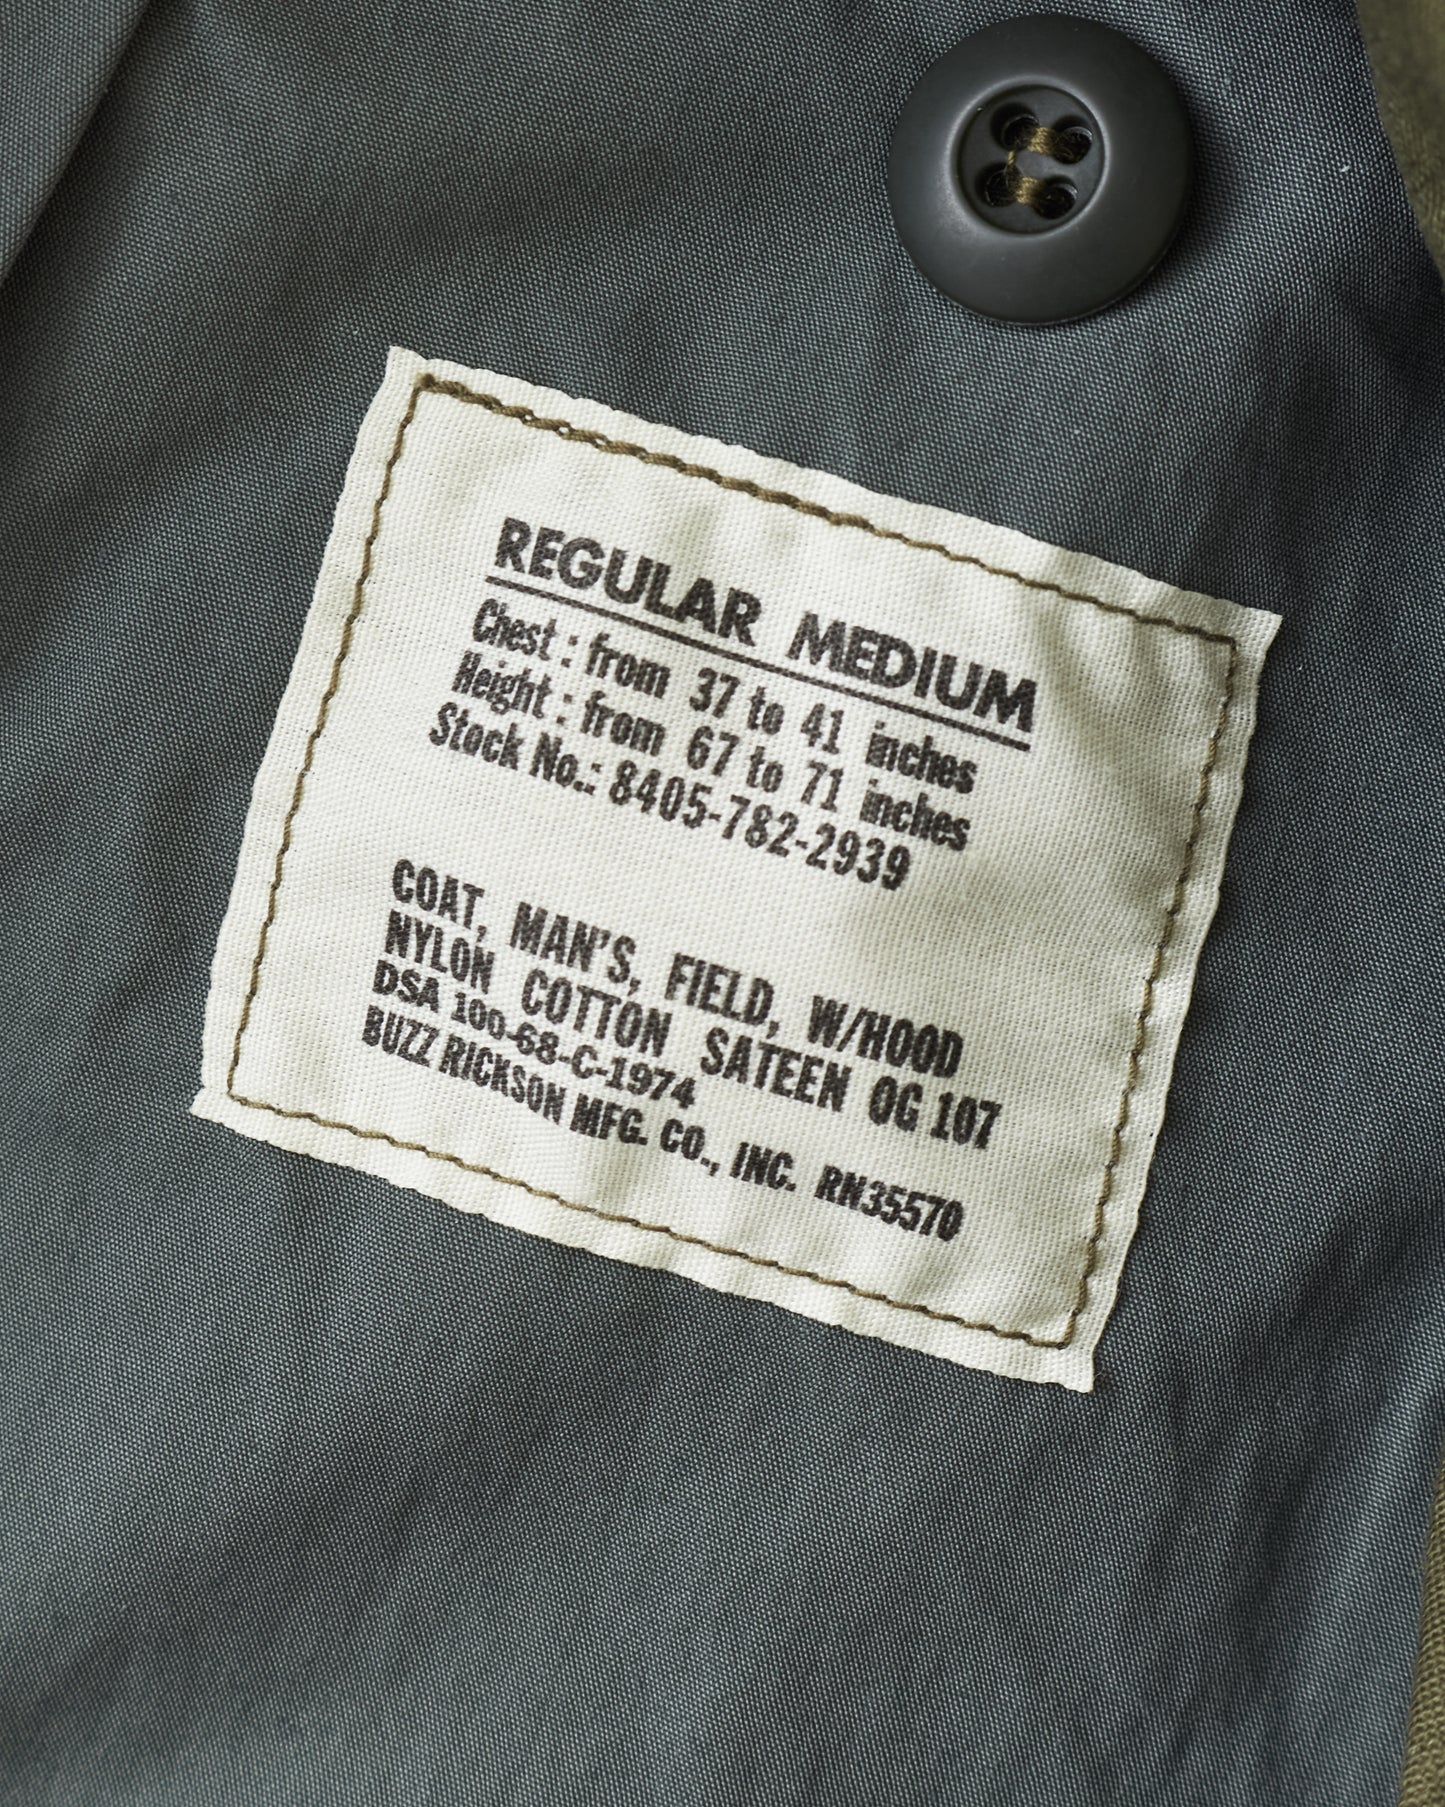 REGULAR MEDIUM
Chest : from 37 to 41 inches
Height : from 67 to 71 inches
Stock No.: 8405-782-2939
COAT, MAN'S, FIELD, W/HOOD
NYLON COTTON SATEEN OG 107
DSA 100-68-C-1974
BUZZ RICKSON MFG. CO., INC. RN35570